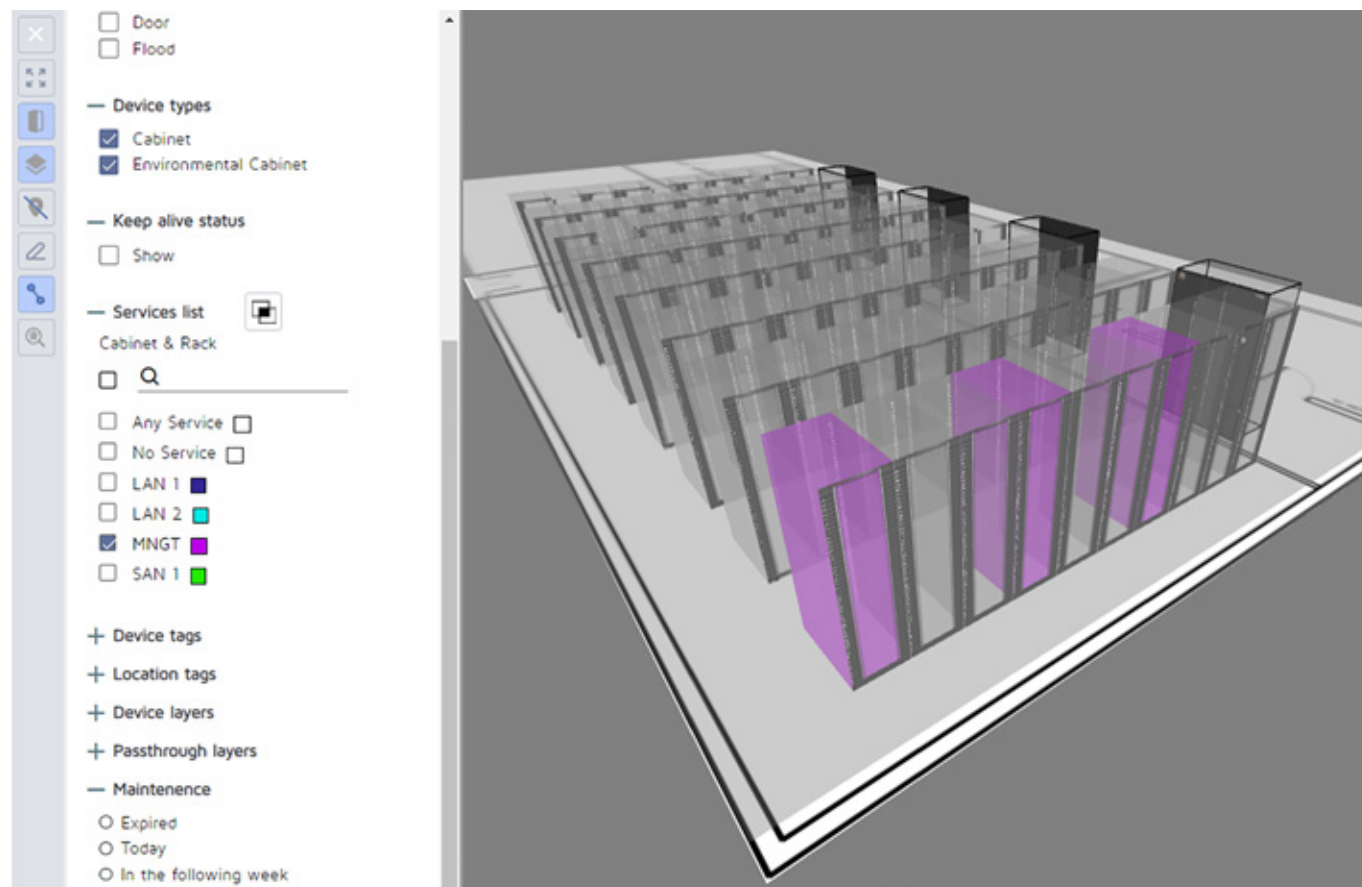 Door
Flood
Device types
Cabinet
Environmental Cabinet
Keep alive status
Show
Services list
Cabinet & Rack
Any Service
No Service
LAN 1
LAN 2
MNGT
SAN 1
Device tags
Location tags
Device layers
Passthrough layers
Maintenence
Expired
Today
In the following week